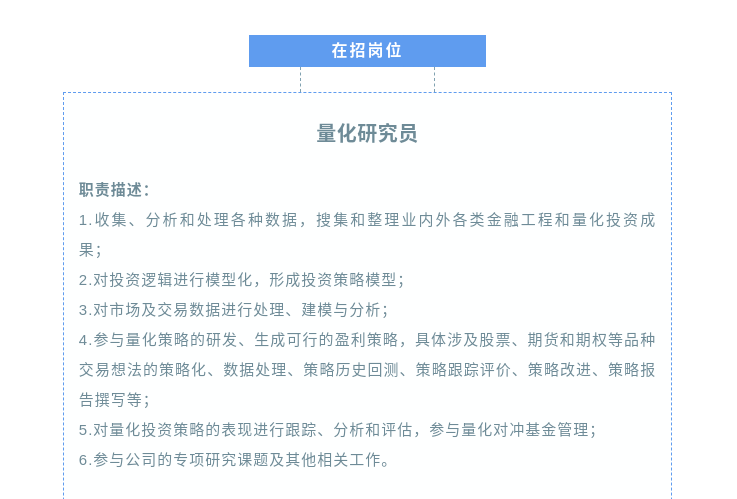 在招岗位
量化研究员
职责描述：
1.收集、分析和处理各种数据，搜集和整理业内外各类金融工程和量化投资成
果；
2.对投资逻辑进行模型化，形成投资策略模型；
3.对市场及交易数据进行处理、建模与分析；
4.参与量化策略的研发、生成可行的盈利策略，具体涉及股票、期货和期权等品种
交易想法的策略化、数据处理、策略历史回测、策略跟踪评价、策略改进、策略报
告撰写等；
5.对量化投资策略的表现进行跟踪、分析和评估，参与量化对冲基金管理；
6.参与公司的专项研究课题及其他相关工作。